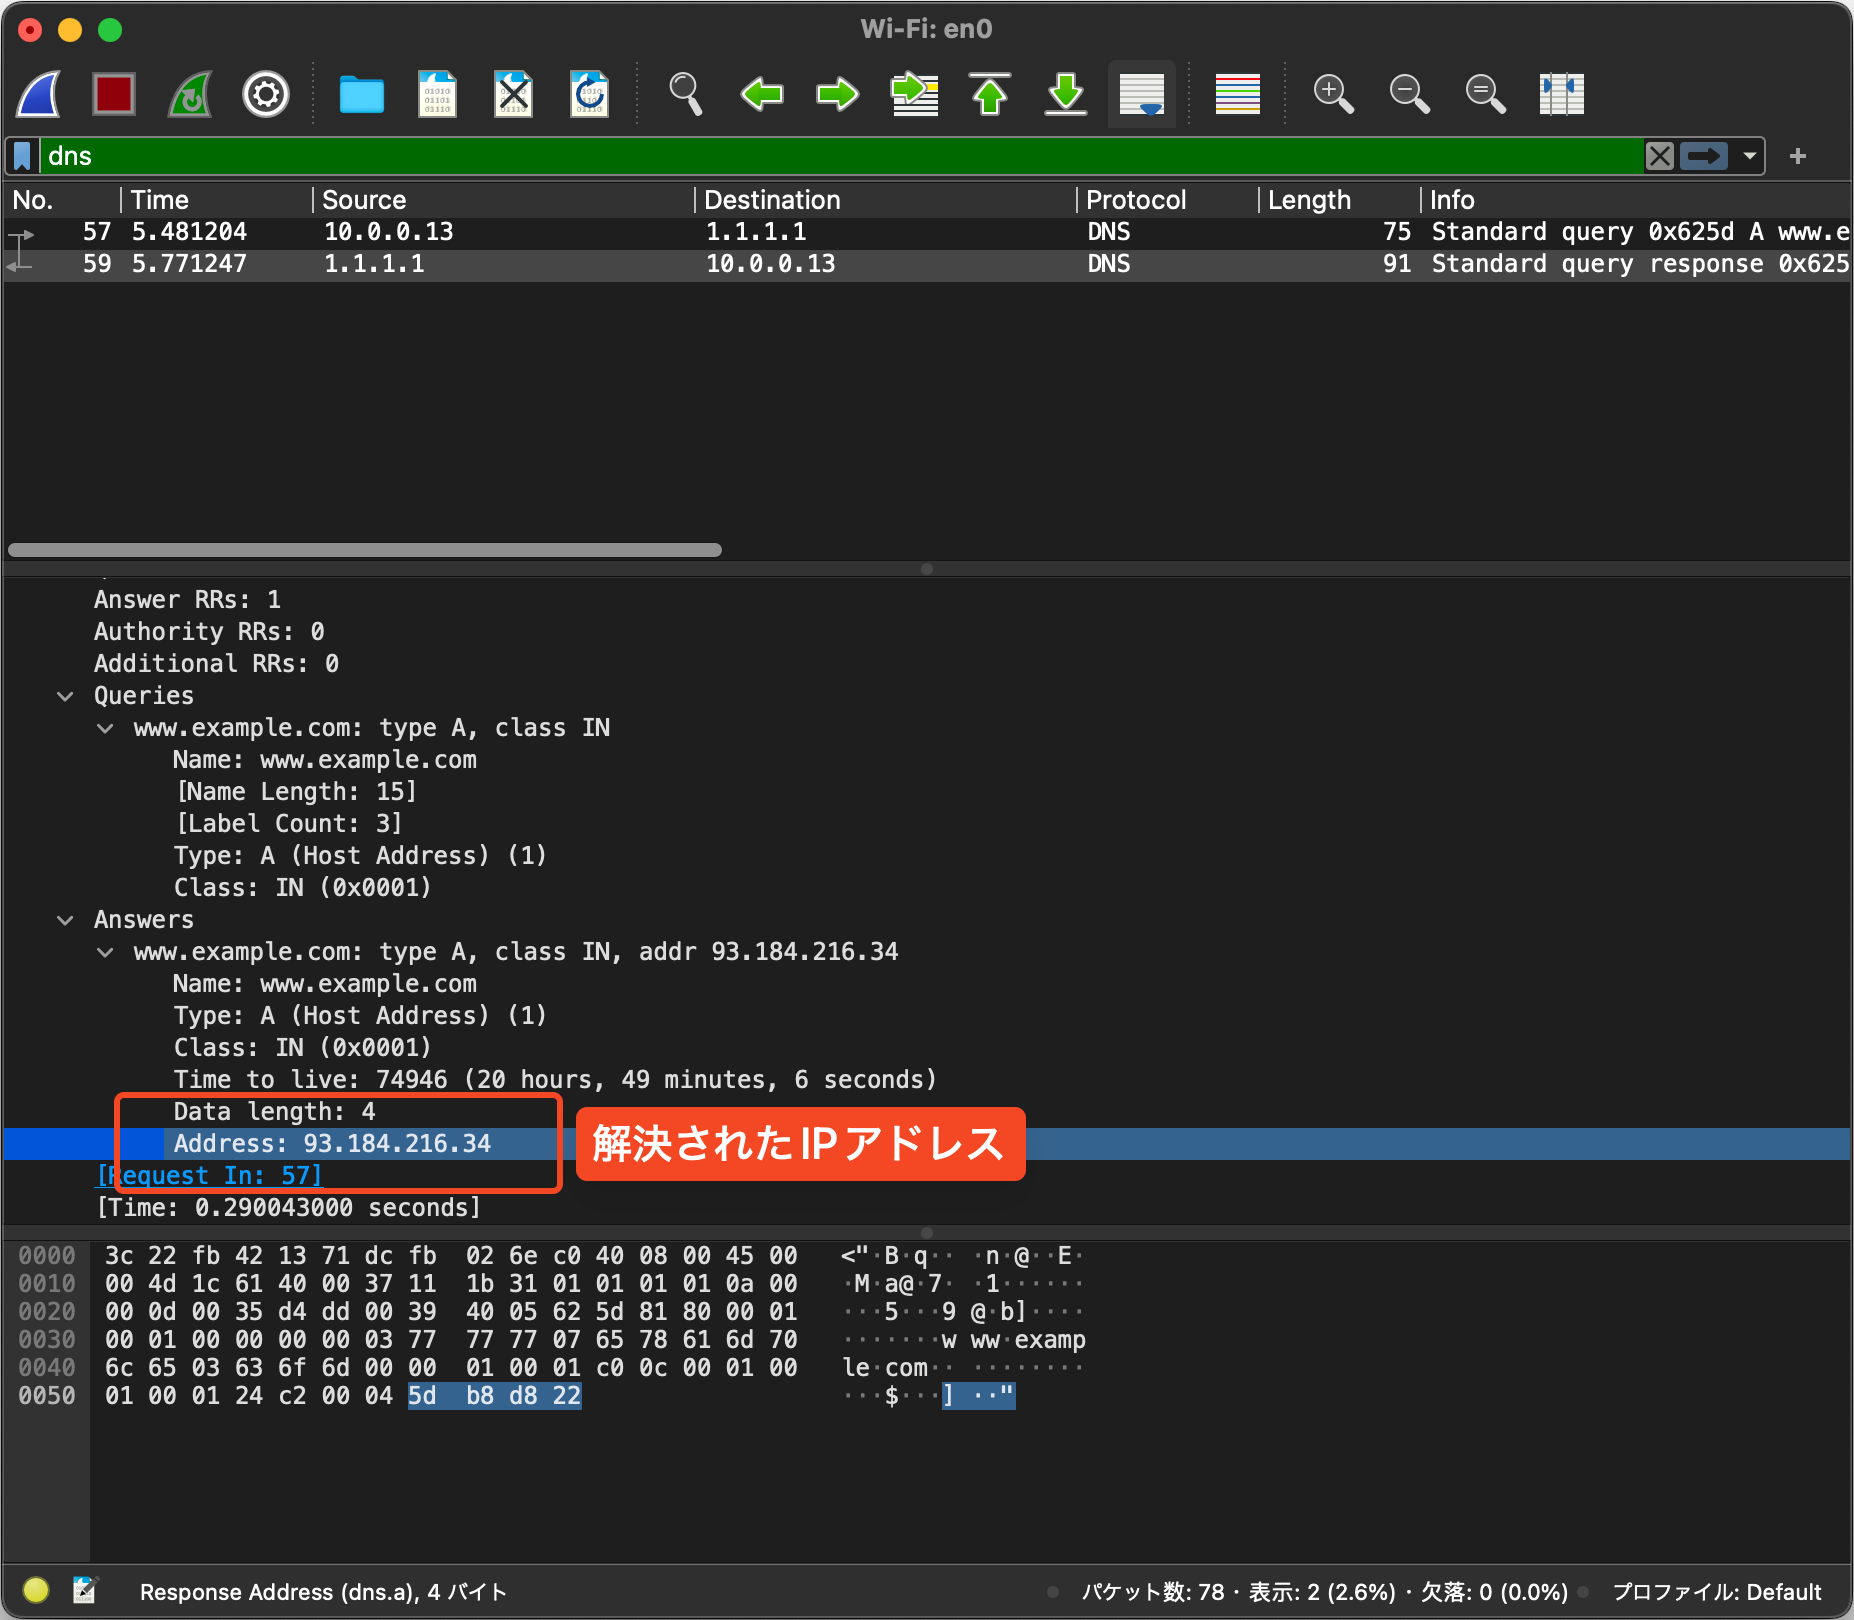 Wi-Fi: en0
dns
No. Time Source Destination Protocol Length Info
57 5.481204 10.0.0.13 1.1.1.1 DNS 75 Standard query 0x625d A www.e
59 5.771247 1.1.1.1 10.0.0.13 DNS 91 Standard query response 0x625
Answer RRs: 1
Authority RRs: 0
Additional RRs: 0
Queries
www.example.com: type A, class IN
Name: www.example.com
[Name Length: 15]
[Label Count: 3]
Type: A (Host Address) (1)
Class: IN (0x0001)
Answers
www.example.com: type A, class IN, addr 93.184.216.34
Name: www.example.com
Type: A (Host Address) (1)
Class: IN (0x0001)
Time to live: 74946 (20 hours, 49 minutes, 6 seconds)
Data length: 4
Address: 93.184.216.34
解決されたIPアドレス
[Request In: 57]
[Time: 0.290043000 seconds]
0000 3c 22 fb 42 13 71 dc fb 02 6e c0 40 08 00 45 00 <"·B·q·· ·n·@··E·
0010 00 4d 1c 61 40 00 37 11 1b 31 01 01 01 01 0a 00 ·M·a@·7· ·1······
0020 00 0d 00 35 d4 dd 00 39 40 05 62 5d 81 80 00 01 ···5···9 @·b]····
0030 00 01 00 00 00 00 03 77 77 77 07 65 78 61 6d 70 ·······w ww·examp
0040 6c 65 03 63 6f 6d 00 00 01 00 01 c0 0c 00 01 00 le·com·· ········
0050 01 00 01 24 c2 00 04 5d b8 d8 22 ···$···] ··"
Response Address (dns.a), 4 バイト
パケット数: 78 · 表示: 2 (2.6%) · 欠落: 0 (0.0%)
プロファイル: Default